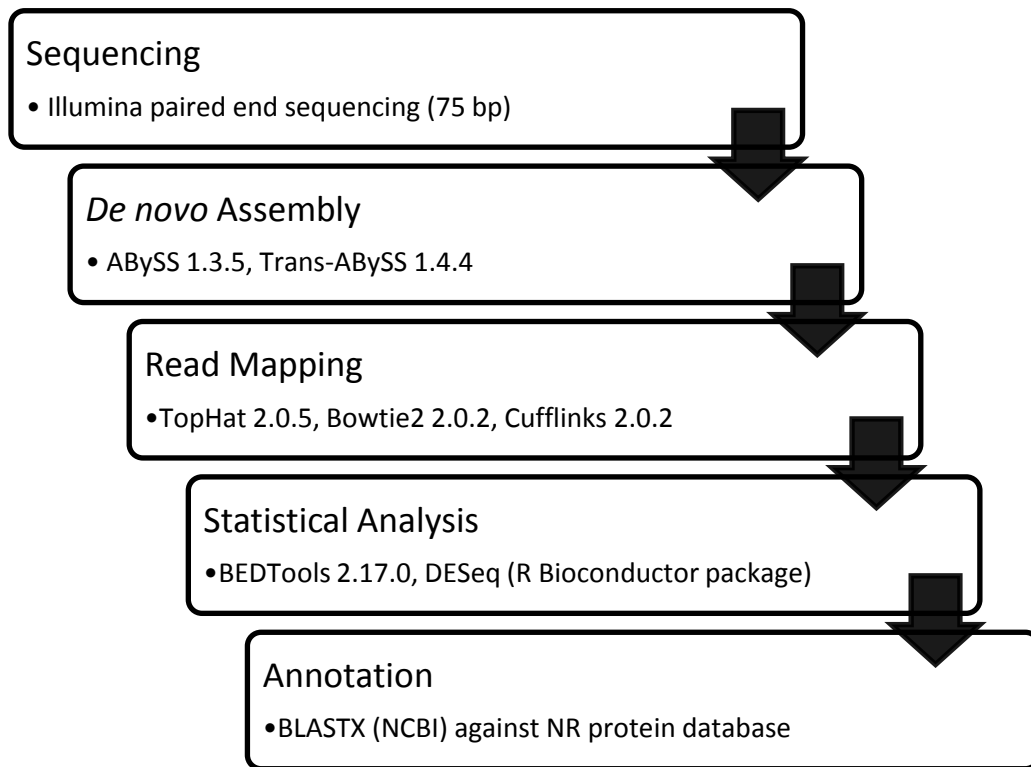 Sequencing
• Illumina paired end sequencing (75 bp)
De novo Assembly
• ABySS 1.3.5, Trans-ABySS 1.4.4
Read Mapping
•TopHat 2.0.5, Bowtie2 2.0.2, Cufflinks 2.0.2
Statistical Analysis
•BEDTools 2.17.0, DESeq (R Bioconductor package)
Annotation
•BLASTX (NCBI) against NR protein database